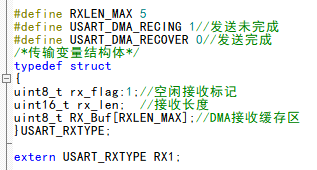 #define RXLEN_MAX 5
#define USART_DMA_RECING 1//发送未完成
#define USART_DMA_RECOVER 0//发送完成
/*传输变量结构体*/
typedef struct
{
uint8_t rx_flag:1;//空闲接收标记
uint16_t rx_len;  //接收长度
uint8_t RX_Buf[RXLEN_MAX];//DMA接收缓存区
}USART_RXTYPE;
extern USART_RXTYPE RX1;